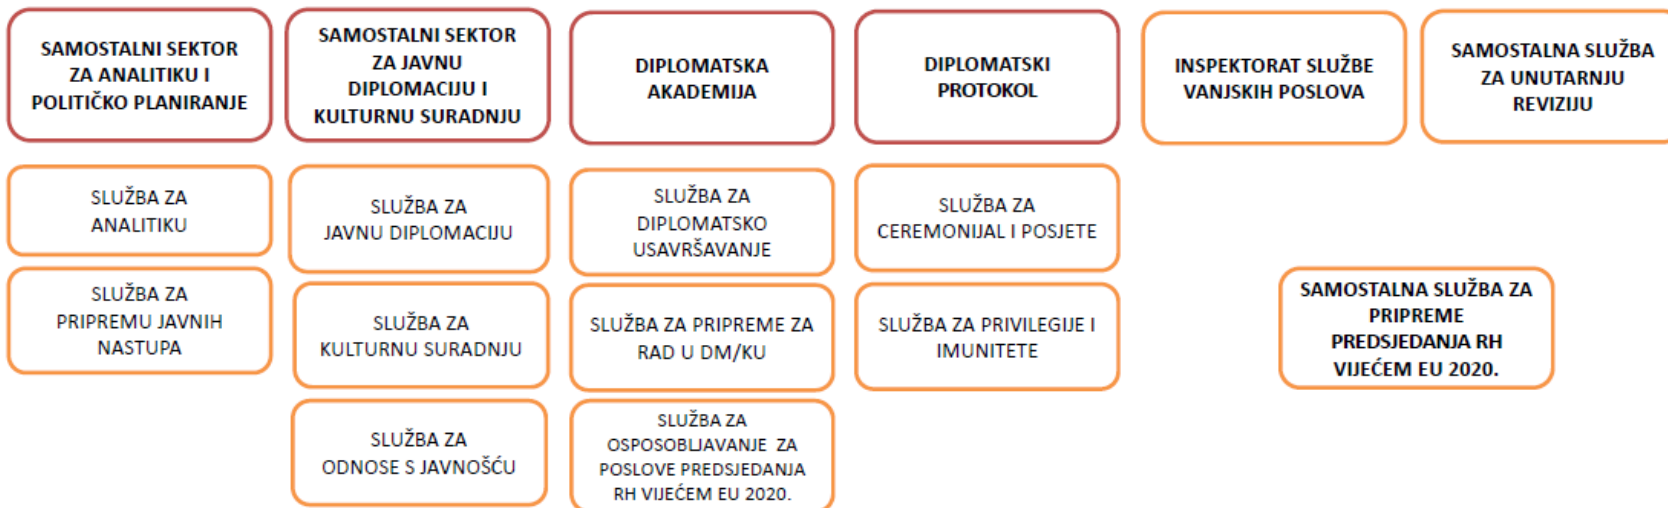 SAMOSTALNI SEKTOR
ZA ANALITIKU I
POLITIČKO PLANIRANJE
SAMOSTALNI SEKTOR
ZA JAVNU
DIPLOMACIJU I
KULTURNU SURADNJU
DIPLOMATSKA
AKADEMIJA
DIPLOMATSKI
PROTOKOL
INSPEKTORAT SLUŽBE
VANJSKIH POSLOVA
SAMOSTALNA SLUŽBA
ZA UNUTARNJU
REVIZIJU
SLUŽBA ZA
ANALITIKU
SLUŽBA ZA
JAVNU DIPLOMACIJU
SLUŽBA ZA
DIPLOMATSKO
USAVRŠAVANJE
SLUŽBA ZA
CEREMONIJAL I POSJETE
SLUŽBA ZA
PRIPREMU JAVNIH
NASTUPA
SLUŽBA ZA
KULTURNU SURADNJU
SLUŽBA ZA PRIPREME ZA
RAD U DM/KU
SLUŽBA ZA PRIVILEGIJE I
IMUNITETE
SAMOSTALNA SLUŽBA ZA
PRIPREME
PREDSJEDANJA RH
VIJEĆEM EU 2020.
SLUŽBA ZA
ODNOSE S JAVNOŠĆU
SLUŽBA ZA
OSPOSOBLJAVANJE ZA
POSLOVE PREDSJEDANJA
RH VIJEĆEM EU 2020.